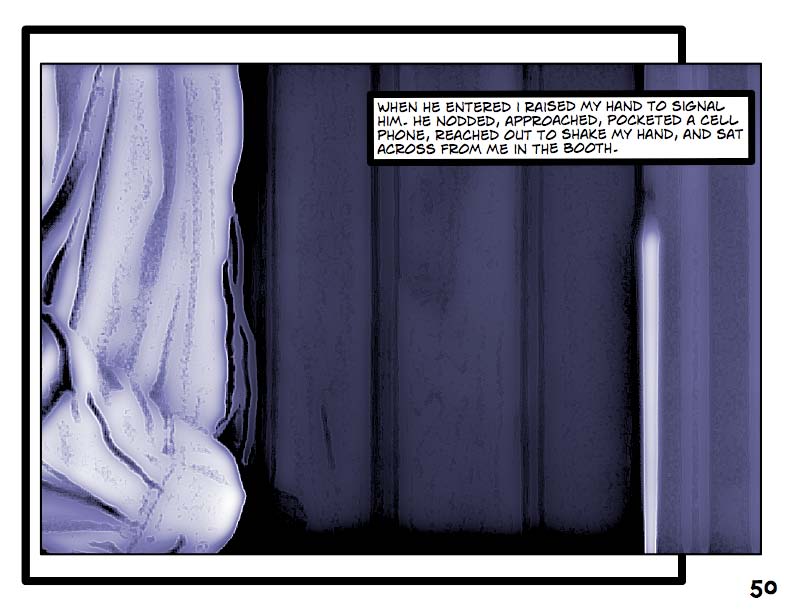 WHEN HE ENTERED I RAISED MY HAND TO SIGNAL
HIM. HE NODDED, APPROACHED, POCKETED A CELL
PHONE, REACHED OUT TO SHAKE MY HAND, AND SAT
ACROSS FROM ME IN THE BOOTH.
50